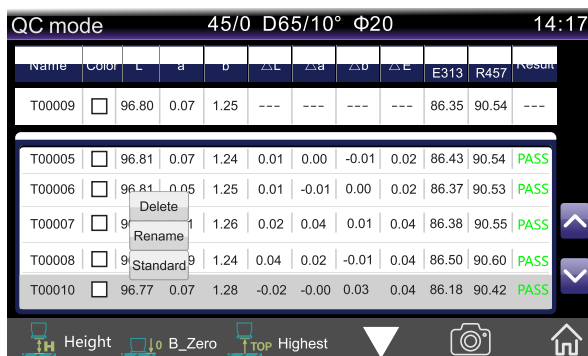 QC mode 45/0 D65/10° Φ20 14:17
Name Color L a b △L △a △b △E E313 R457 Result
T00009 96.80 0.07 1.25 --- --- --- --- 86.35 90.54 ---
T00005 96.81 0.07 1.24 0.01 0.00 -0.01 0.02 86.43 90.54 PASS
T00006 96.81 0.05 1.25 0.01 -0.01 0.00 0.02 86.37 90.53 PASS
Delete
T00007 1.26 0.02 0.04 0.01 0.04 86.38 90.55 PASS
Rename
T00008 1.24 0.04 0.02 -0.01 0.04 86.50 90.60 PASS
Standard
T00010 96.77 0.07 1.28 -0.02 -0.00 0.03 0.04 86.18 90.42 PASS
H Height 0 B_Zero TOP Highest